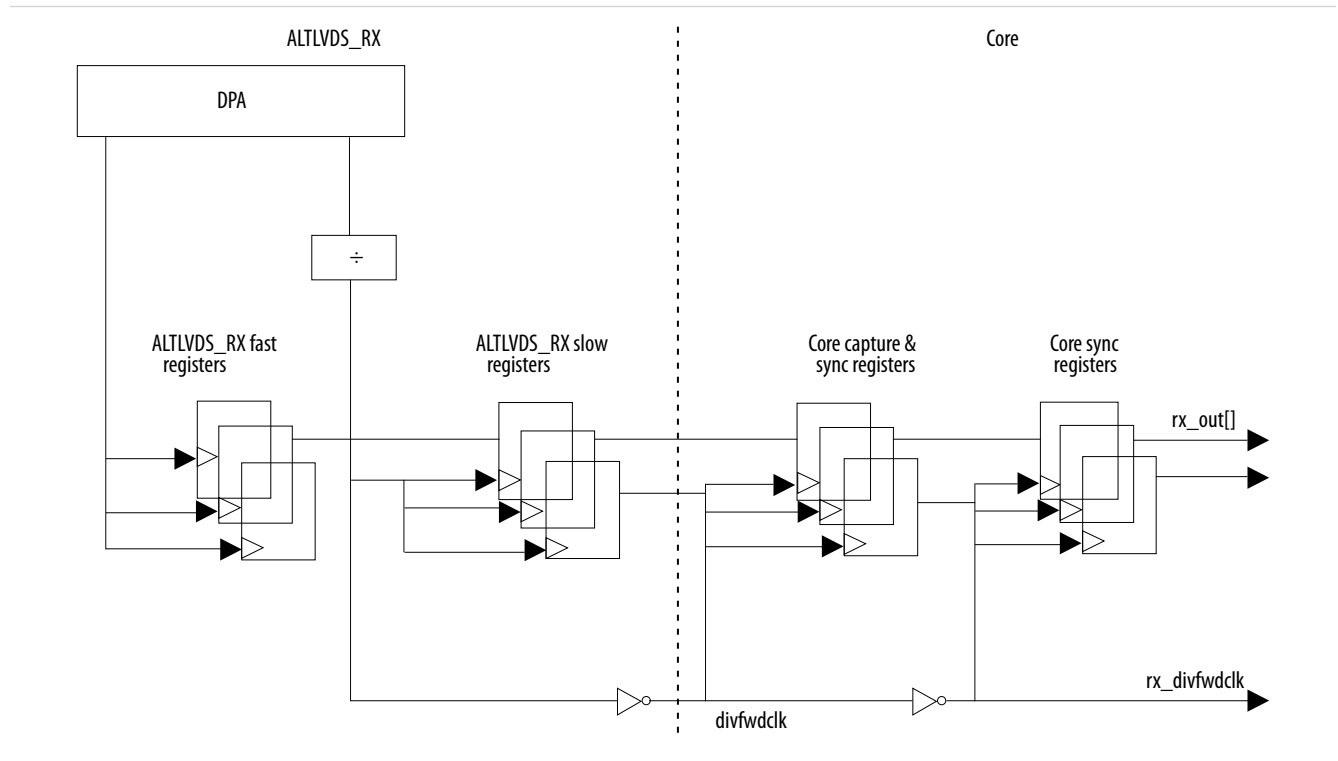 ALTLVDS_RX
Core
DPA
÷
ALTLVDS_RX fast
registers
ALTLVDS_RX slow
registers
Core capture &
sync registers
Core sync
registers
rx_out[]
rx_divfwdclk
divfwdclk